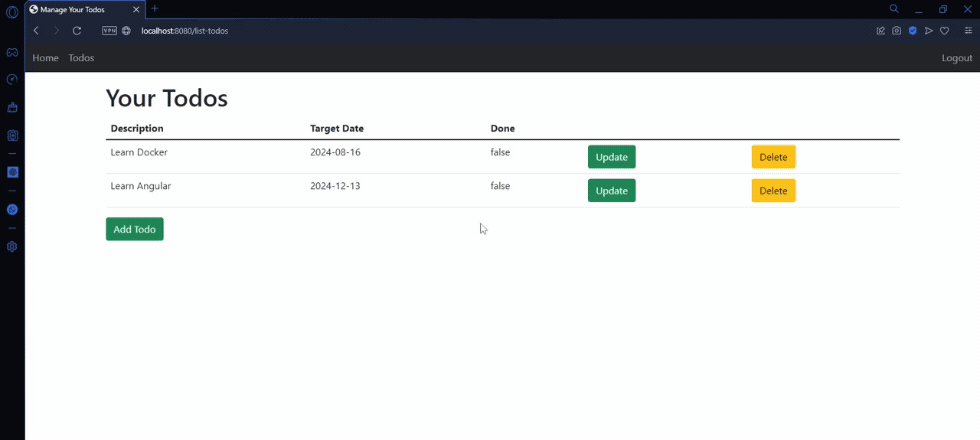 Manage Your Todos
VPN localhost:8080/list-todos
Home Todos Logout
Your Todos
Description Target Date Done
Learn Docker 2024-08-16 false Update Delete
Learn Angular 2024-12-13 false Update Delete
Add Todo